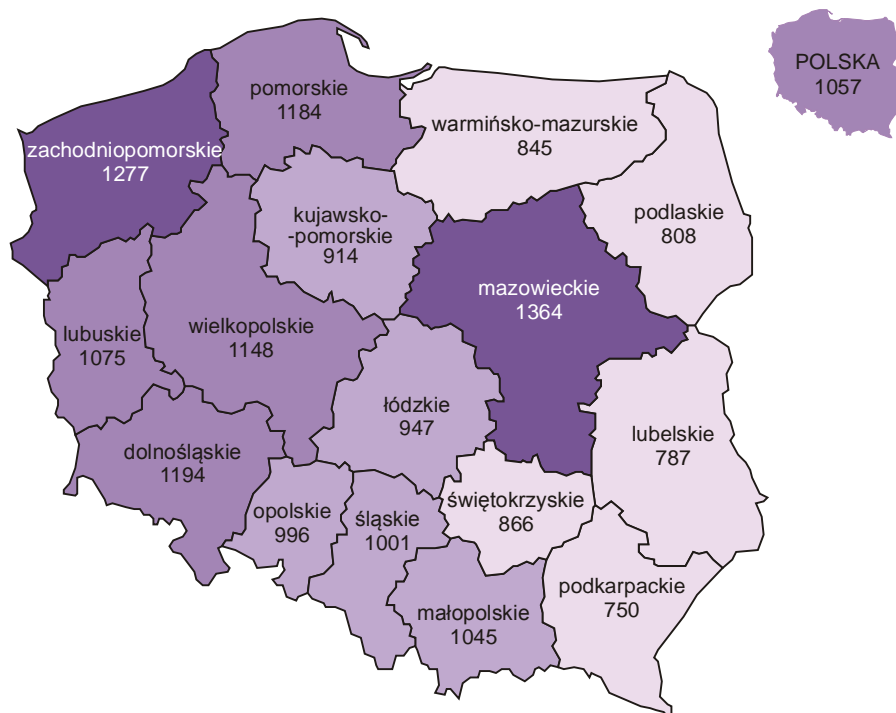 POLSKA
1057
pomorskie
1184
warmińsko-mazurskie
845
zachodniopomorskie
1277
podlaskie
808
kujawsko-
-pomorskie
914
mazowieckie
1364
lubuskie
1075
wielkopolskie
1148
łódzkie
947
lubelskie
787
dolnośląskie
1194
opolskie
996
śląskie
1001
świętokrzyskie
866
małopolskie
1045
podkarpackie
750